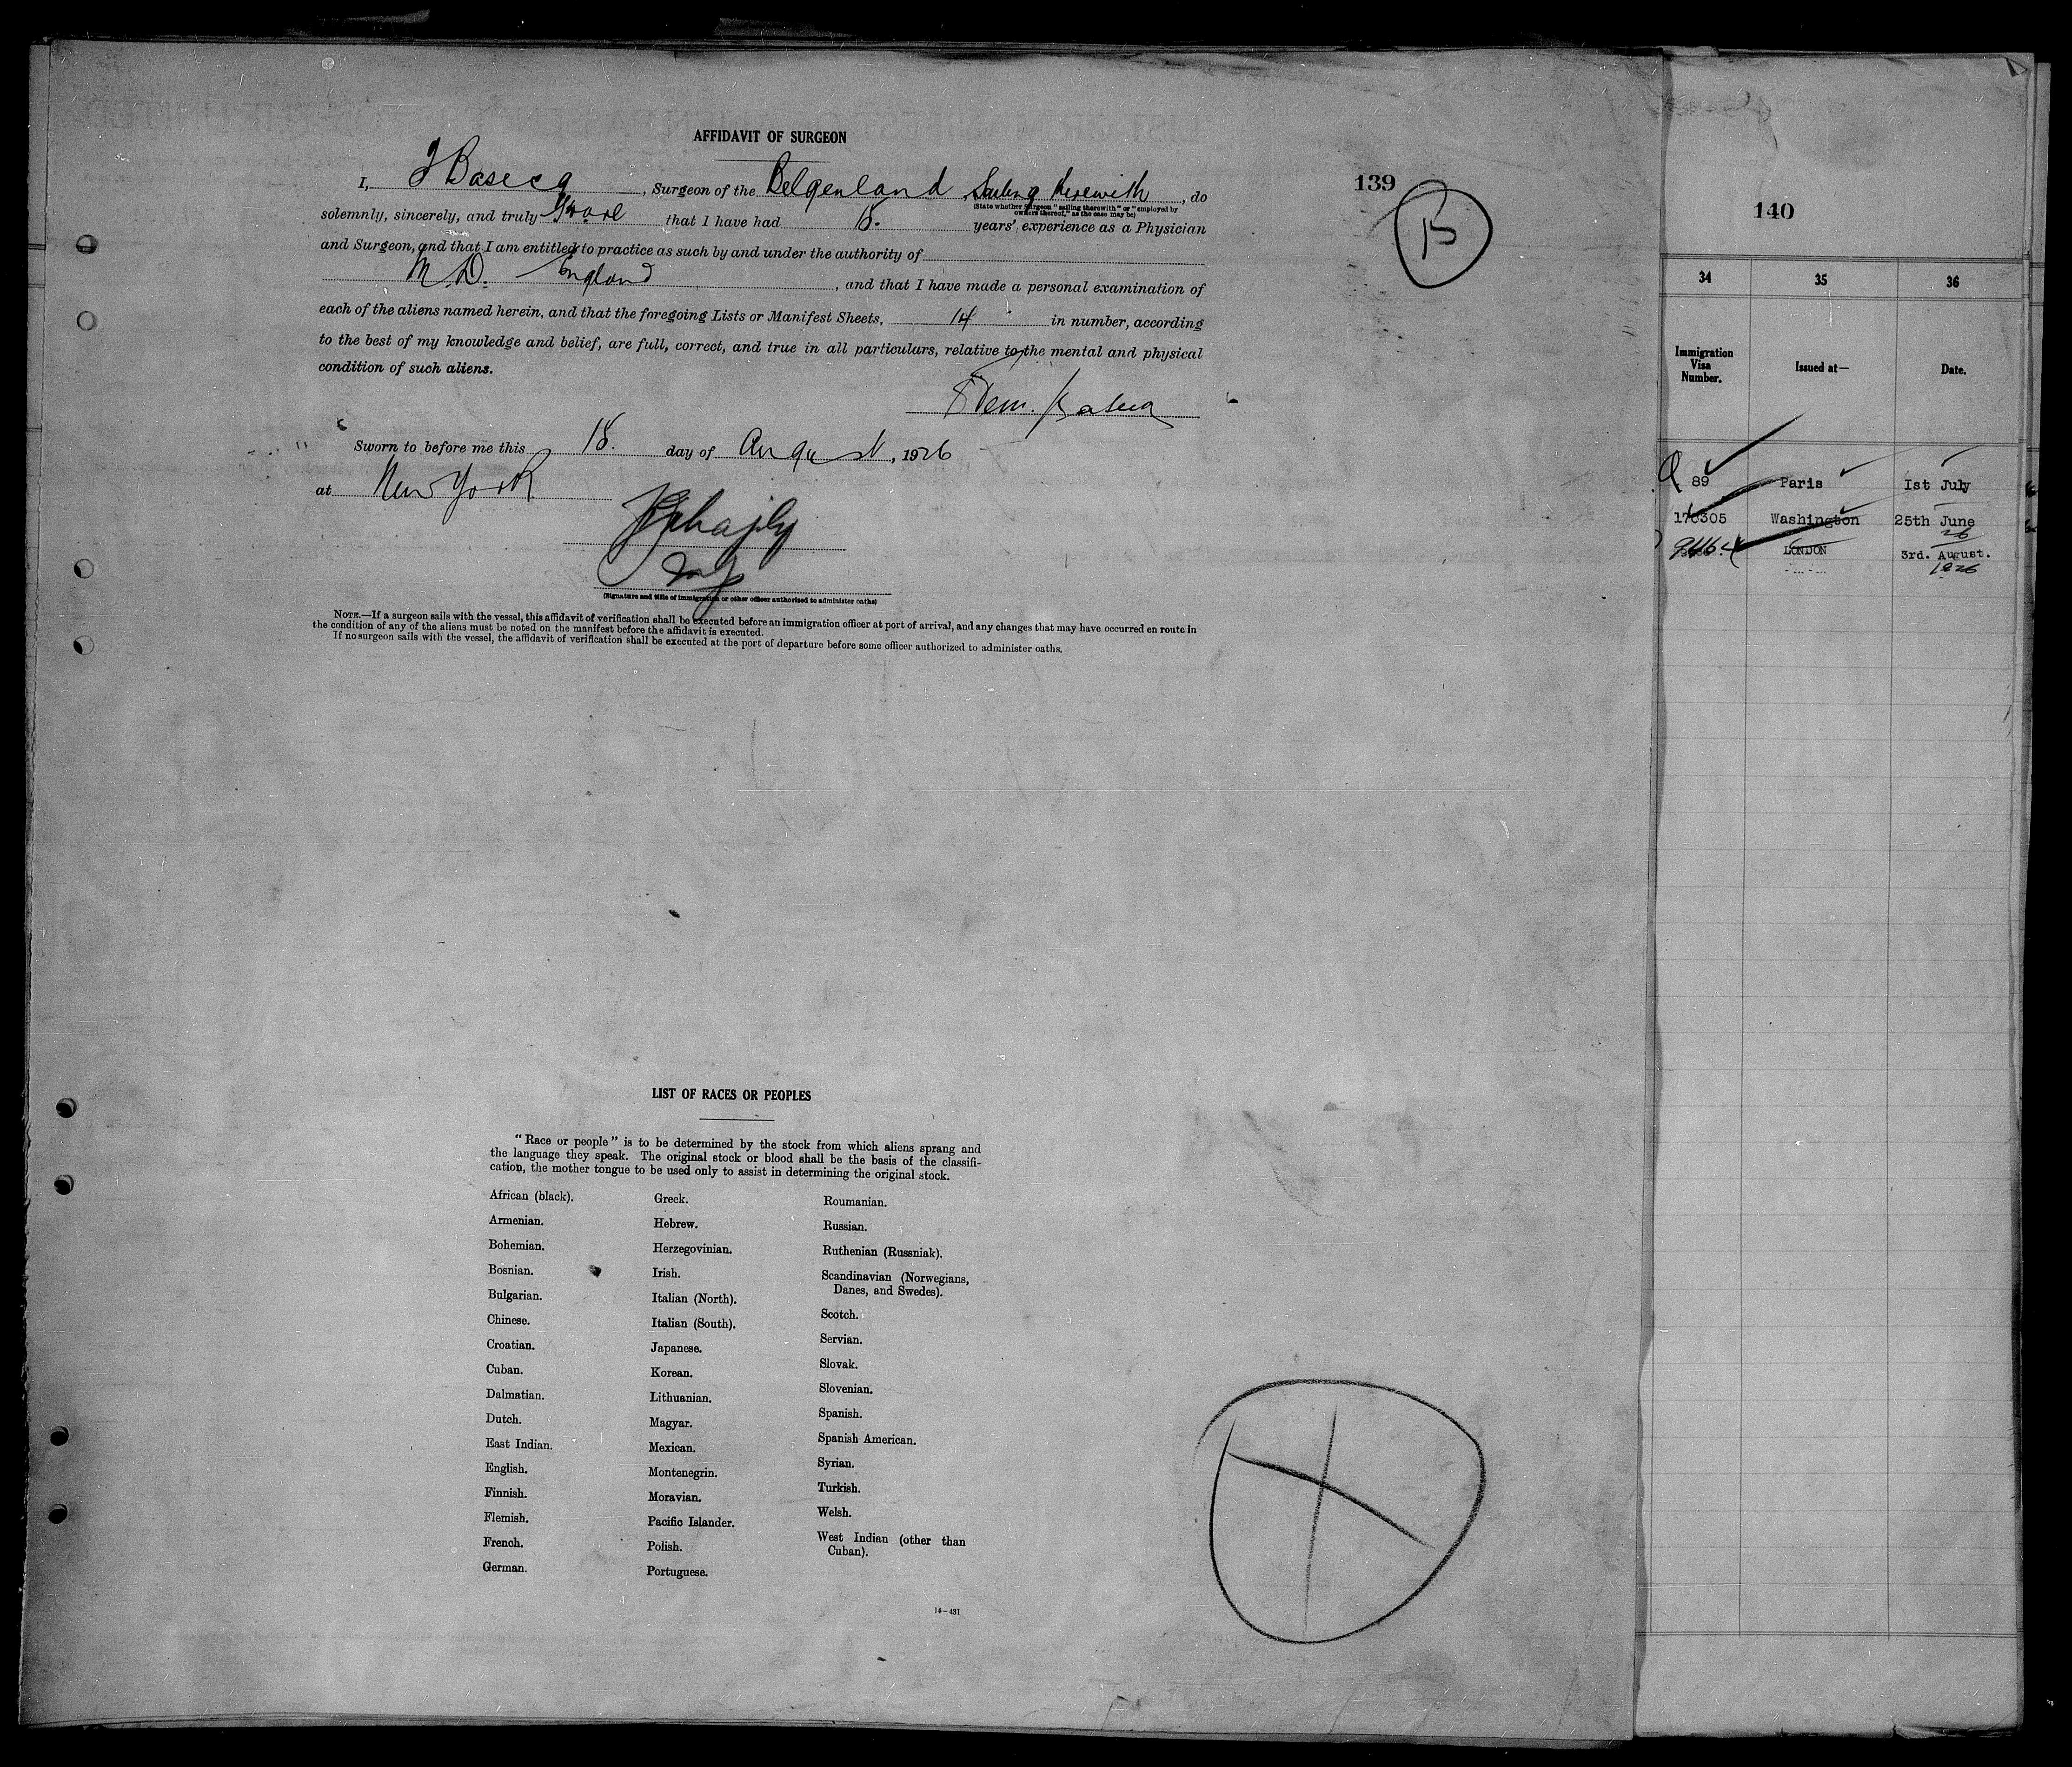 AFFIDAVIT OF SURGEON
I, , Surgeon of the Belgenland, Sailing therewith, do
(State whether Surgeon "sailing therewith" or "employed by
owners thereof," as the case may be)
solemnly, sincerely, and truly that I have had 18. years' experience as a Physician
and Surgeon, and that I am entitled to practice as such by and under the authority of
M.D. England, and that I have made a personal examination of
each of the aliens named herein, and that the foregoing Lists or Manifest Sheets, 14 in number, according
to the best of my knowledge and belief, are full, correct, and true in all particulars, relative to the mental and physical
condition of such aliens.
Sworn to before me this 18. day of August, 1926
at New York
(Signature and title of immigration or other officer authorized to administer oaths)
NOTE.—If a surgeon sails with the vessel, this affidavit of verification shall be executed before an immigration officer at port of arrival, and any changes that may have occurred en route in
the condition of any of the aliens must be noted on the manifest before the affidavit is executed.
If no surgeon sails with the vessel, the affidavit of verification shall be executed at the port of departure before some officer authorized to administer oaths.
139
B
LIST OF RACES OR PEOPLES
"Race or people" is to be determined by the stock from which aliens sprang and
the language they speak. The original stock or blood shall be the basis of the classifi-
cation, the mother tongue to be used only to assist in determining the original stock.
African (black).
Armenian.
Bohemian.
Bosnian.
Bulgarian.
Chinese.
Croatian.
Cuban.
Dalmatian.
Dutch.
East Indian.
English.
Finnish.
Flemish.
French.
German.
Greek.
Hebrew.
Herzegovinian.
Irish.
Italian (North).
Italian (South).
Japanese.
Korean.
Lithuanian.
Magyar.
Mexican.
Montenegrin.
Moravian.
Pacific Islander.
Polish.
Portuguese.
Roumanian.
Russian.
Ruthenian (Russniak).
Scandinavian (Norwegians,
Danes, and Swedes).
Scotch.
Servian.
Slovak.
Slovenian.
Spanish.
Spanish American.
Syrian.
Turkish.
Welsh.
West Indian (other than
Cuban).
14—431
140
34 35 36
Immigration
Visa
Number.
Issued at—
Date.
89 Paris 1st July
170305 Washington 25th June
26
LONDON 3rd. August.
1926